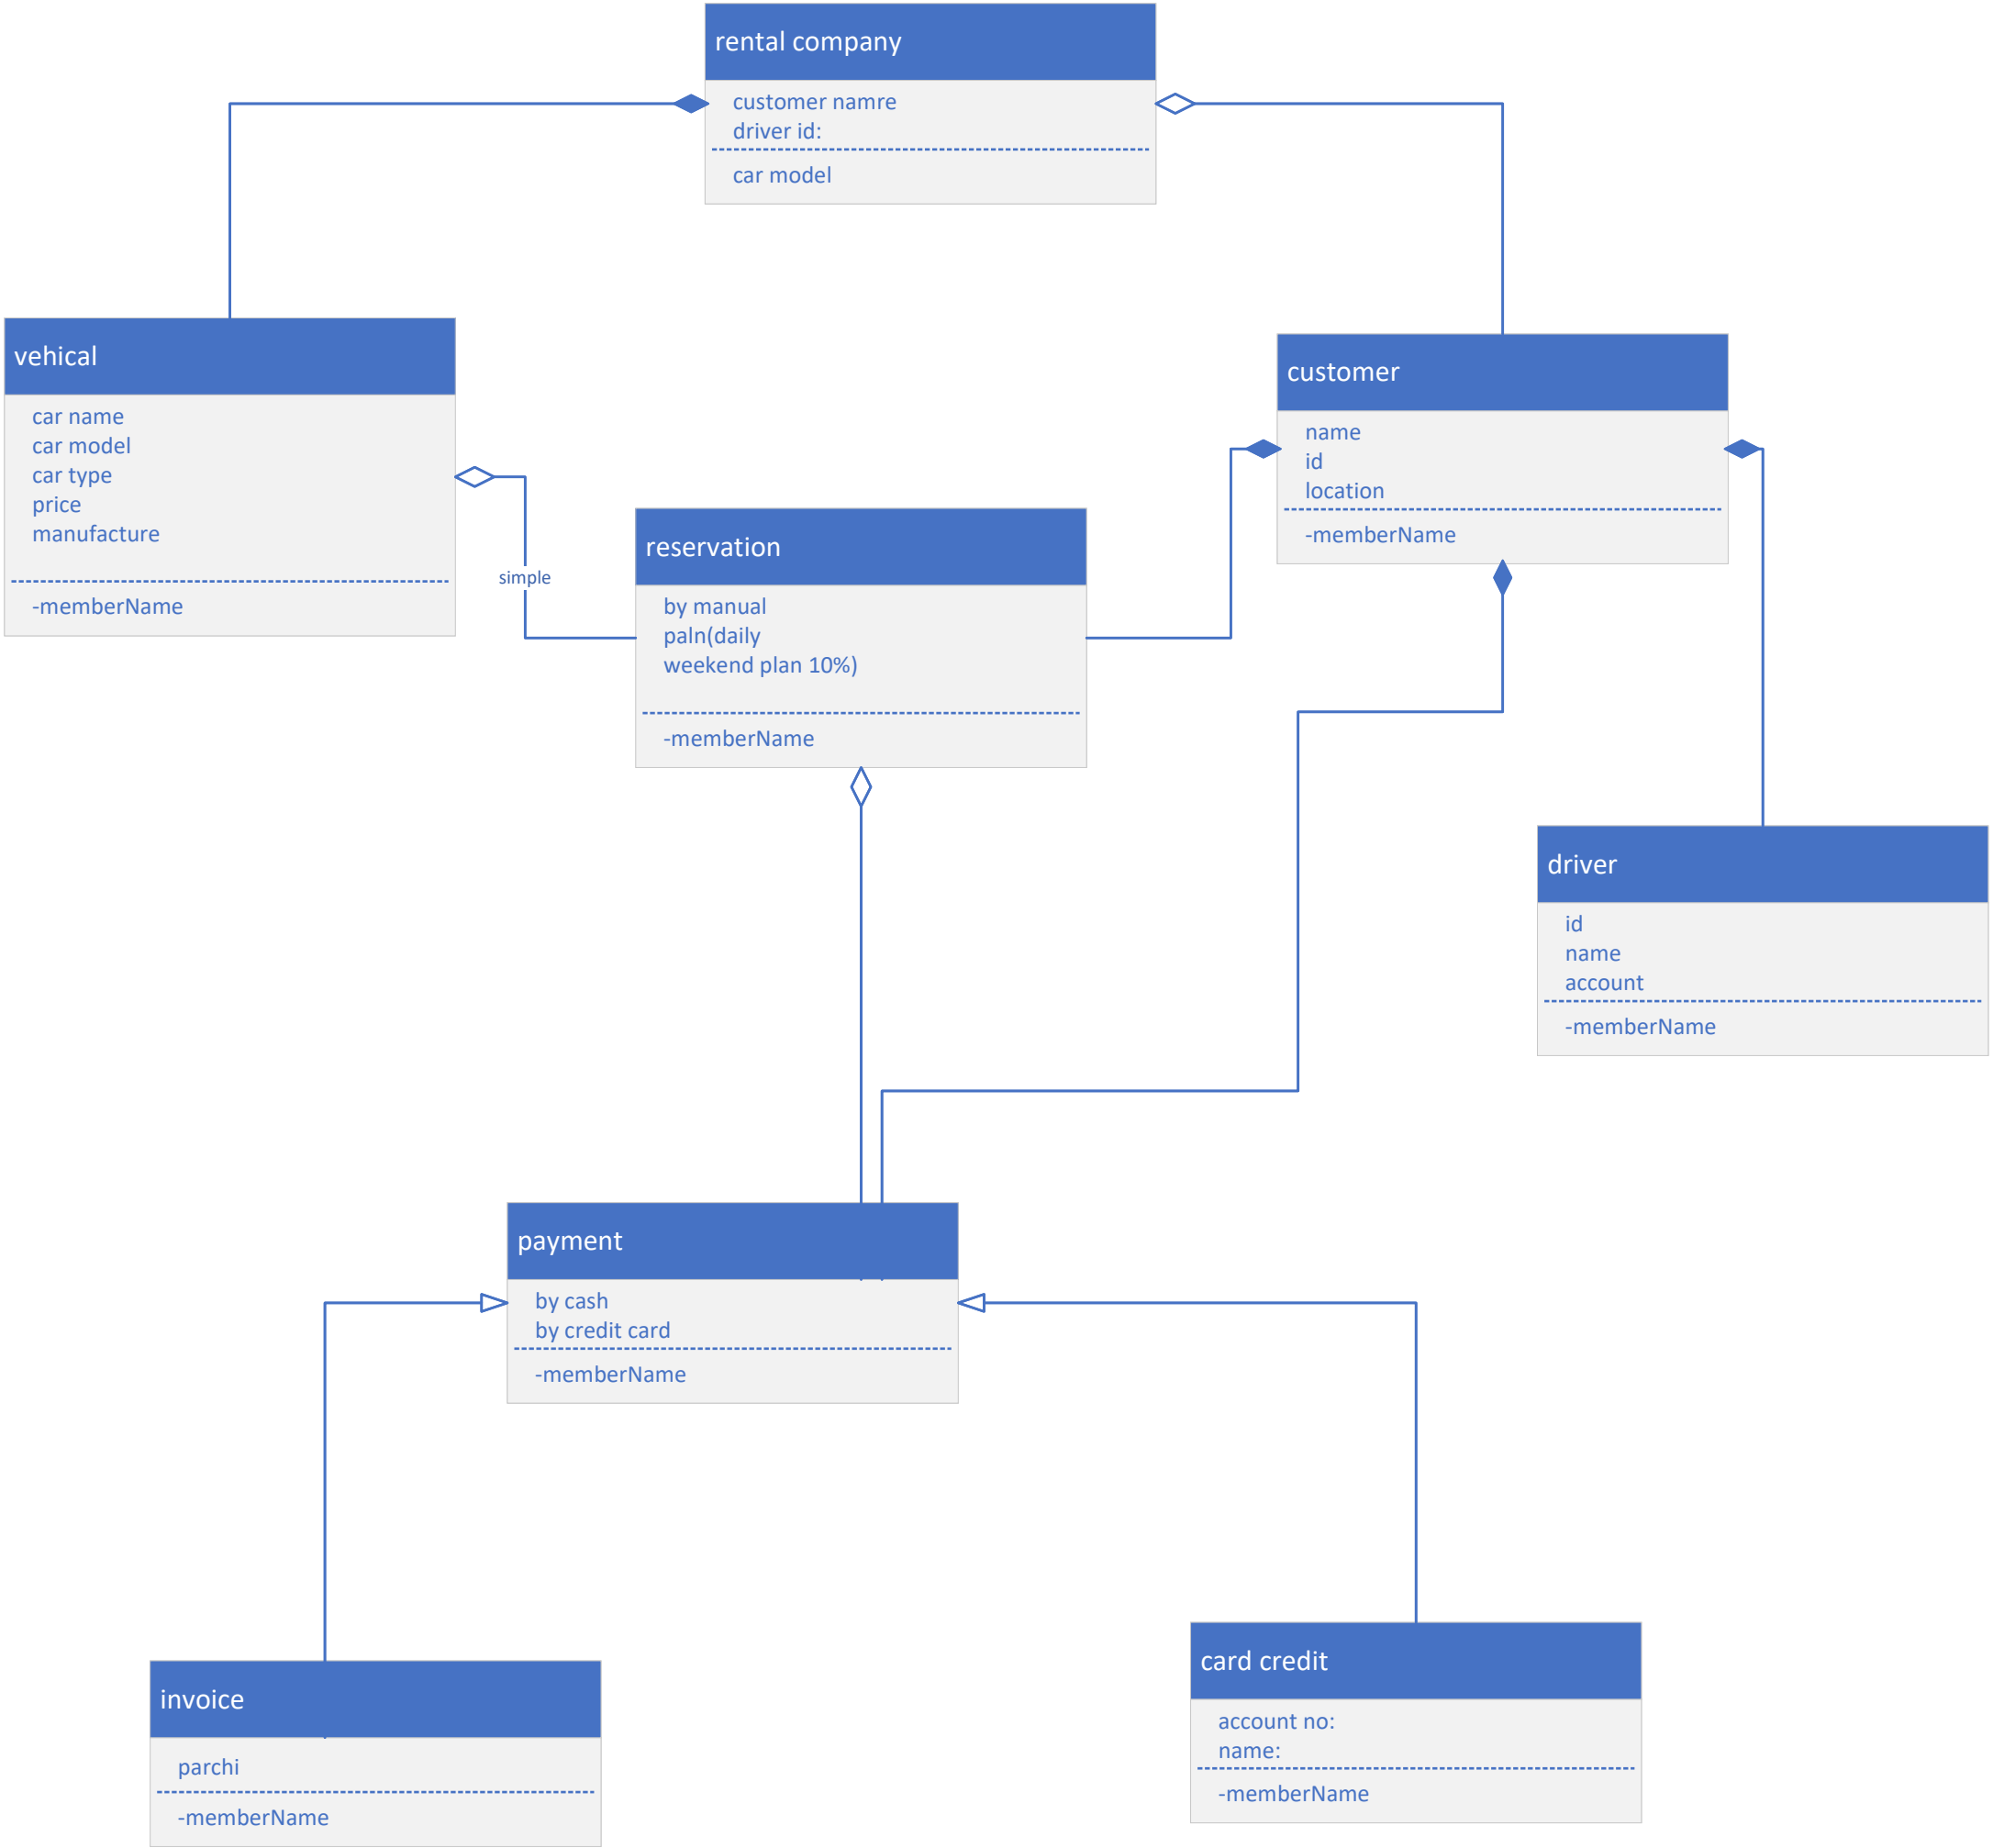 rental company
customer namre
driver id:
car model
vehical
car name
car model
car type
price
manufacture
-memberName
simple
customer
name
id
location
-memberName
reservation
by manual
paln(daily
weekend plan 10%)
-memberName
driver
id
name
account
-memberName
payment
by cash
by credit card
-memberName
invoice
parchi
-memberName
card credit
account no:
name:
-memberName